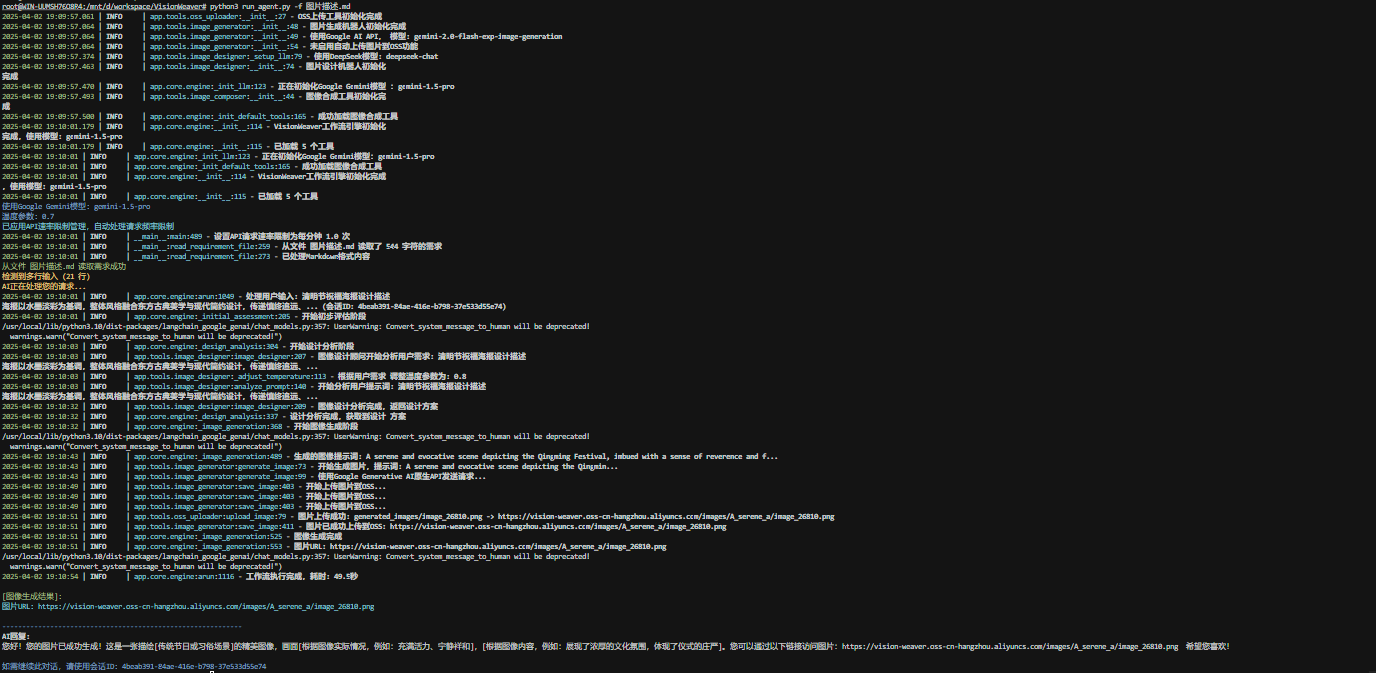 root@WIN-UUMSH7GO8R4:/mnt/d/workspace/VisionWeaver# python3 run_agent.py -f 图片描述.md
2025-04-02 19:09:57.061 | INFO | app.tools.oss_uploader:__init__:27 - OSS上传工具初始化完成
2025-04-02 19:09:57.064 | INFO | app.tools.image_generator:__init__:48 - 图片生成机器人初始化完成
2025-04-02 19:09:57.064 | INFO | app.tools.image_generator:__init__:49 - 使用Google AI API, 模型: gemini-2.0-flash-exp-image-generation
2025-04-02 19:09:57.064 | INFO | app.tools.image_generator:__init__:54 - 未启用自动上传图片到OSS功能
2025-04-02 19:09:57.374 | INFO | app.tools.image_designer:_setup_llm:79 - 使用DeepSeek模型: deepseek-chat
2025-04-02 19:09:57.463 | INFO | app.tools.image_designer:__init__:74 - 图片设计机器人初始化
完成
2025-04-02 19:09:57.470 | INFO | app.core.engine:_init_llm:123 - 正在初始化Google Gemini模型 : gemini-1.5-pro
2025-04-02 19:09:57.493 | INFO | app.tools.image_composer:__init__:44 - 图像合成工具初始化完
成
2025-04-02 19:09:57.500 | INFO | app.core.engine:_init_default_tools:165 - 成功加载图像合成工具
2025-04-02 19:10:01.179 | INFO | app.core.engine:__init__:114 - VisionWeaver工作流引擎初始化
完成, 使用模型: gemini-1.5-pro
2025-04-02 19:10:01.179 | INFO | app.core.engine:__init__:115 - 已加载 5 个工具
2025-04-02 19:10:01 | INFO | app.core.engine:_init_llm:123 - 正在初始化Google Gemini模型: gemini-1.5-pro
2025-04-02 19:10:01 | INFO | app.core.engine:_init_default_tools:165 - 成功加载图像合成工具
2025-04-02 19:10:01 | INFO | app.core.engine:__init__:114 - VisionWeaver工作流引擎初始化完成
, 使用模型: gemini-1.5-pro
2025-04-02 19:10:01 | INFO | app.core.engine:__init__:115 - 已加载 5 个工具
使用Google Gemini模型: gemini-1.5-pro
温度参数: 0.7
已应用API速率限制管理, 自动处理请求频率限制
2025-04-02 19:10:01 | INFO | __main__:main:489 - 设置API请求速率限制为每分钟 1.0 次
2025-04-02 19:10:01 | INFO | __main__:read_requirement_file:259 - 从文件 图片描述.md 读取了 544 字符的需求
2025-04-02 19:10:01 | INFO | __main__:read_requirement_file:273 - 已处理Markdown格式内容
从文件 图片描述.md 读取需求成功
检测到多行输入 (21 行)
AI正在处理您的请求...
2025-04-02 19:10:01 | INFO | app.core.engine:arun:1049 - 处理用户输入: 清明节祝福海报设计描述
海报以水墨淡彩为基调, 整体风格融合东方古典美学与现代简约设计, 传递慎终追远、... (会话ID: 4beab391-84ae-416e-b798-37e533d55e74)
2025-04-02 19:10:01 | INFO | app.core.engine:_initial_assessment:205 - 开始初步评估阶段
/usr/local/lib/python3.10/dist-packages/langchain_google_genai/chat_models.py:357: UserWarning: Convert_system_message_to_human will be deprecated!
warnings.warn("Convert_system_message_to_human will be deprecated!")
2025-04-02 19:10:03 | INFO | app.core.engine:_design_analysis:304 - 开始设计分析阶段
2025-04-02 19:10:03 | INFO | app.tools.image_designer:image_designer:207 - 图像设计顾问开始分析用户需求: 清明节祝福海报设计描述
海报以水墨淡彩为基调, 整体风格融合东方古典美学与现代简约设计, 传递慎终追远、...
2025-04-02 19:10:03 | INFO | app.tools.image_designer:_adjust_temperature:113 - 根据用户需求 调整温度参数为: 0.8
2025-04-02 19:10:03 | INFO | app.tools.image_designer:analyze_prompt:140 - 开始分析用户提示词: 清明节祝福海报设计描述
海报以水墨淡彩为基调, 整体风格融合东方古典美学与现代简约设计, 传递慎终追远、...
2025-04-02 19:10:32 | INFO | app.tools.image_designer:image_designer:209 - 图像设计分析完成, 返回设计方案
2025-04-02 19:10:32 | INFO | app.core.engine:_design_analysis:337 - 设计分析完成, 获取到设计 方案
2025-04-02 19:10:32 | INFO | app.core.engine:_image_generation:368 - 开始图像生成阶段
/usr/local/lib/python3.10/dist-packages/langchain_google_genai/chat_models.py:357: UserWarning: Convert_system_message_to_human will be deprecated!
warnings.warn("Convert_system_message_to_human will be deprecated!")
2025-04-02 19:10:43 | INFO | app.core.engine:_image_generation:489 - 生成的图像提示词: A serene and evocative scene depicting the Qingming Festival, imbued with a sense of reverence and f...
2025-04-02 19:10:43 | INFO | app.tools.image_generator:generate_image:73 - 开始生成图片, 提示词: A serene and evocative scene depicting the Qingmin...
2025-04-02 19:10:43 | INFO | app.tools.image_generator:generate_image:99 - 使用Google Generative AI原生API发送请求...
2025-04-02 19:10:49 | INFO | app.tools.image_generator:save_image:403 - 开始上传图片到OSS...
2025-04-02 19:10:49 | INFO | app.tools.image_generator:save_image:403 - 开始上传图片到OSS...
2025-04-02 19:10:49 | INFO | app.tools.image_generator:save_image:403 - 开始上传图片到OSS...
2025-04-02 19:10:51 | INFO | app.tools.oss_uploader:upload_image:79 - 图片上传成功: generated_images/image_26810.png -> https://vision-weaver.oss-cn-hangzhou.aliyuncs.com/images/A_serene_a/image_26810.png
2025-04-02 19:10:51 | INFO | app.tools.image_generator:save_image:411 - 图片已成功上传到OSS: https://vision-weaver.oss-cn-hangzhou.aliyuncs.com/images/A_serene_a/image_26810.png
2025-04-02 19:10:51 | INFO | app.core.engine:_image_generation:525 - 图像生成完成
2025-04-02 19:10:51 | INFO | app.core.engine:_image_generation:553 - 图片URL: https://vision-weaver.oss-cn-hangzhou.aliyuncs.com/images/A_serene_a/image_26810.png
/usr/local/lib/python3.10/dist-packages/langchain_google_genai/chat_models.py:357: UserWarning: Convert_system_message_to_human will be deprecated!
warnings.warn("Convert_system_message_to_human will be deprecated!")
2025-04-02 19:10:54 | INFO | app.core.engine:arun:1116 - 工作流执行完成, 耗时: 49.5秒
[图像生成结果]:
图片URL: https://vision-weaver.oss-cn-hangzhou.aliyuncs.com/images/A_serene_a/image_26810.png
------------------------------------------------------------
AI回复:
您好! 您的图片已成功生成! 这是一张描绘[传统节日或习俗场景]的精美图像, 画面[根据图像实际情况, 例如: 充满活力、宁静祥和], [根据图像内容, 例如: 展现了浓厚的文化氛围, 体现了仪式的庄严]。您可以通过以下链接访问图片: https://vision-weaver.oss-cn-hangzhou.aliyuncs.com/images/A_serene_a/image_26810.png 希望您喜欢!
如需继续此对话, 请使用会话ID: 4beab391-84ae-416e-b798-37e533d55e74